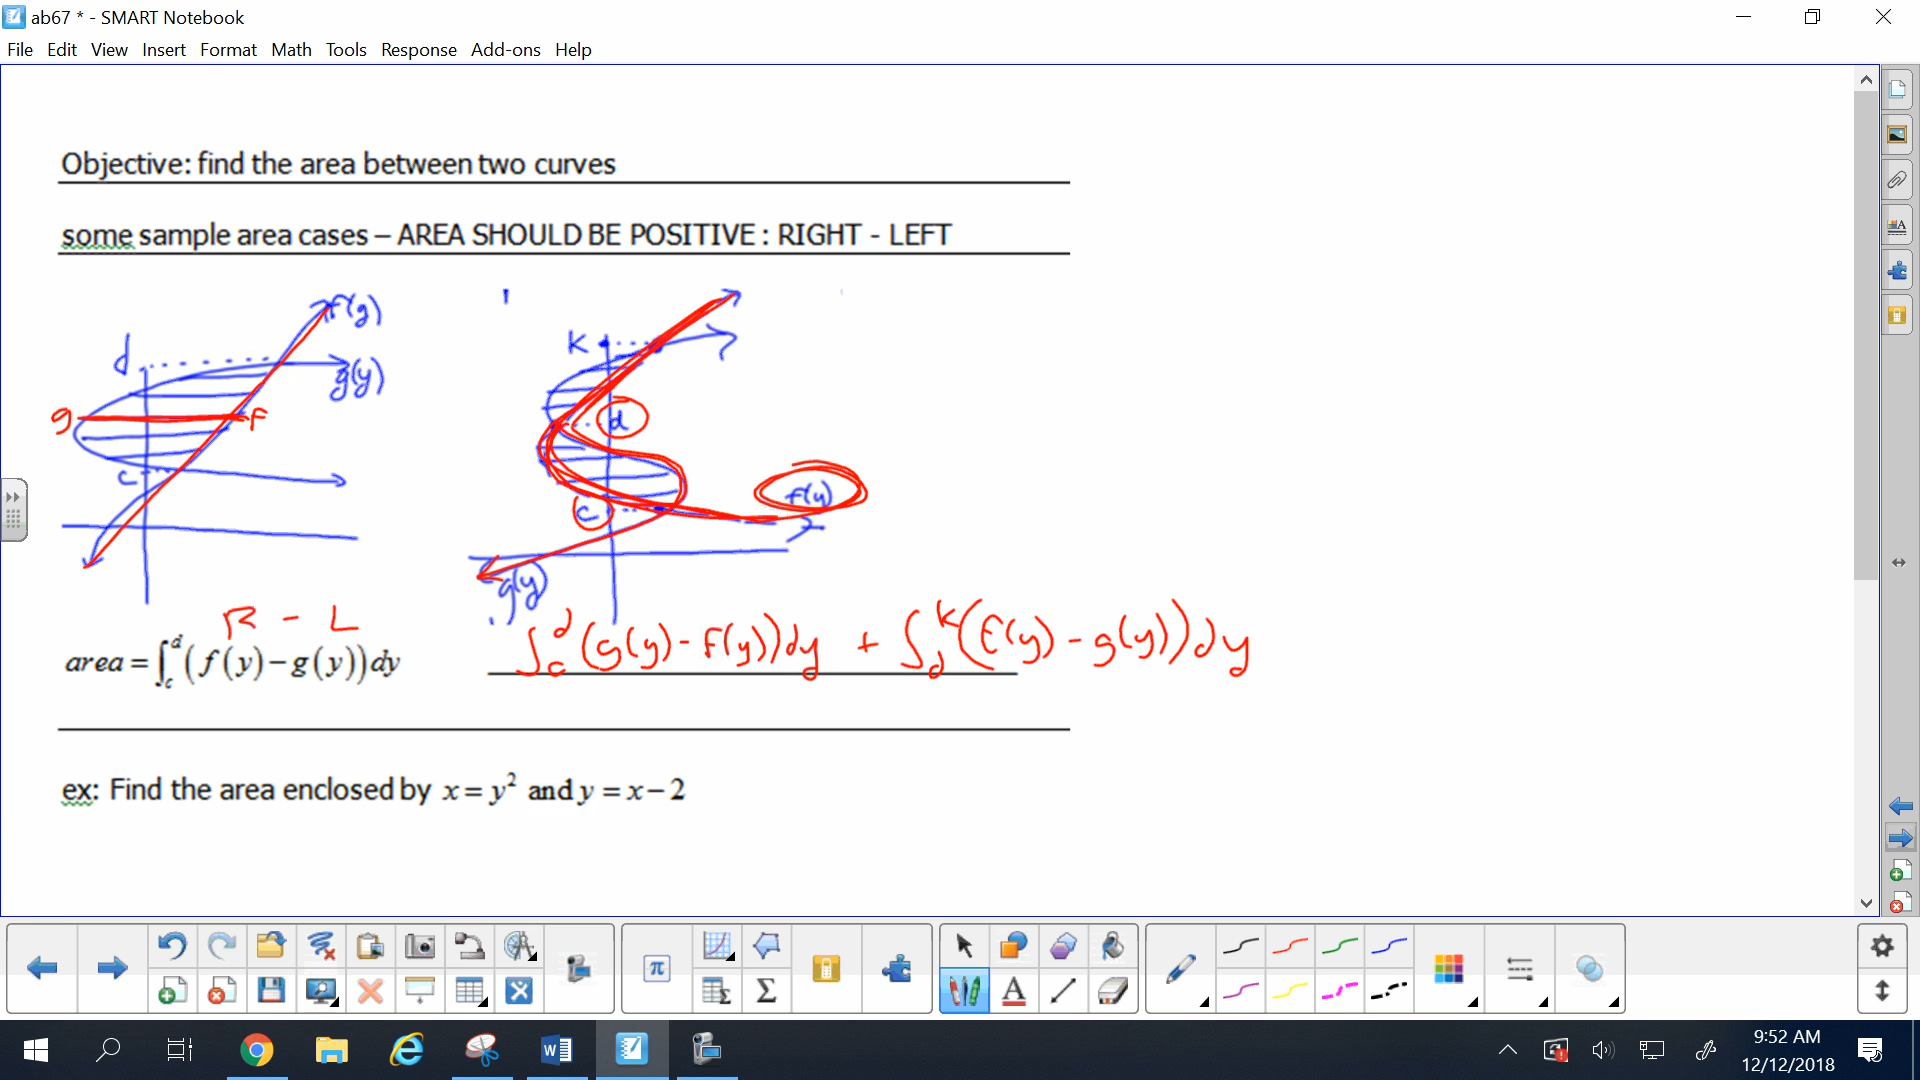 ab67 * - SMART Notebook
File Edit View Insert Format Math Tools Response Add-ons Help
Objective: find the area between two curves
some sample area cases – AREA SHOULD BE POSITIVE : RIGHT - LEFT
f(y)
d
g(y)
g
f
c
k
d
f(y)
c
g(y)
R - L
area = ∫_c^d (f(y) − g(y))dy
∫_c^d (g(y) - f(y))dy + ∫_d^k (f(y) - g(y))dy
ex: Find the area enclosed by x = y² and y = x − 2
π
Σ
A
9:52 AM
12/12/2018